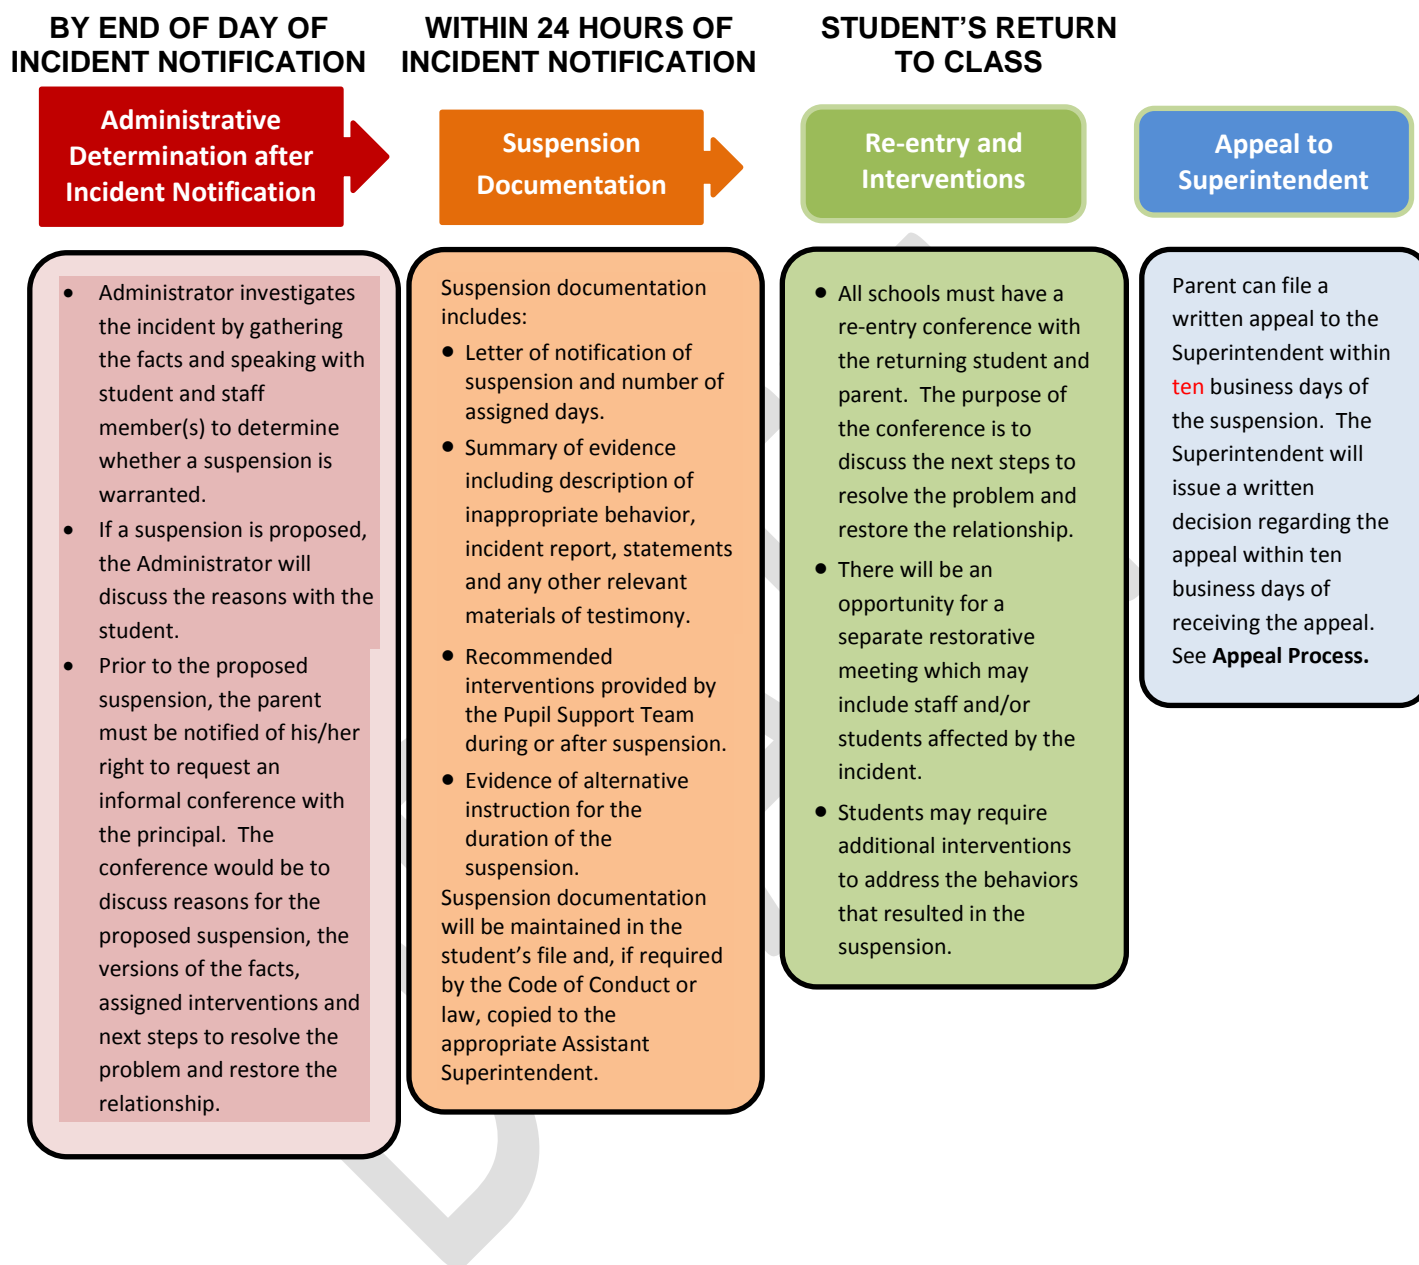 BY END OF DAY OF
INCIDENT NOTIFICATION
WITHIN 24 HOURS OF
INCIDENT NOTIFICATION
STUDENT’S RETURN
TO CLASS
Administrative
Determination after
Incident Notification
Suspension
Documentation
Re-entry and
Interventions
Appeal to
Superintendent
• Administrator investigates
the incident by gathering
the facts and speaking with
student and staff
member(s) to determine
whether a suspension is
warranted.
• If a suspension is proposed,
the Administrator will
discuss the reasons with the
student.
• Prior to the proposed
suspension, the parent
must be notified of his/her
right to request an
informal conference with
the principal. The
conference would be to
discuss reasons for the
proposed suspension, the
versions of the facts,
assigned interventions and
next steps to resolve the
problem and restore the
relationship.
Suspension documentation
includes:
• Letter of notification of
suspension and number of
assigned days.
• Summary of evidence
including description of
inappropriate behavior,
incident report, statements
and any other relevant
materials of testimony.
• Recommended
interventions provided by
the Pupil Support Team
during or after suspension.
• Evidence of alternative
instruction for the
duration of the
suspension.
Suspension documentation
will be maintained in the
student’s file and, if required
by the Code of Conduct or
law, copied to the
appropriate Assistant
Superintendent.
• All schools must have a
re-entry conference with
the returning student and
parent. The purpose of
the conference is to
discuss the next steps to
resolve the problem and
restore the relationship.
• There will be an
opportunity for a
separate restorative
meeting which may
include staff and/or
students affected by the
incident.
• Students may require
additional interventions
to address the behaviors
that resulted in the
suspension.
Parent can file a
written appeal to the
Superintendent within
ten business days of
the suspension. The
Superintendent will
issue a written
decision regarding the
appeal within ten
business days of
receiving the appeal.
See Appeal Process.